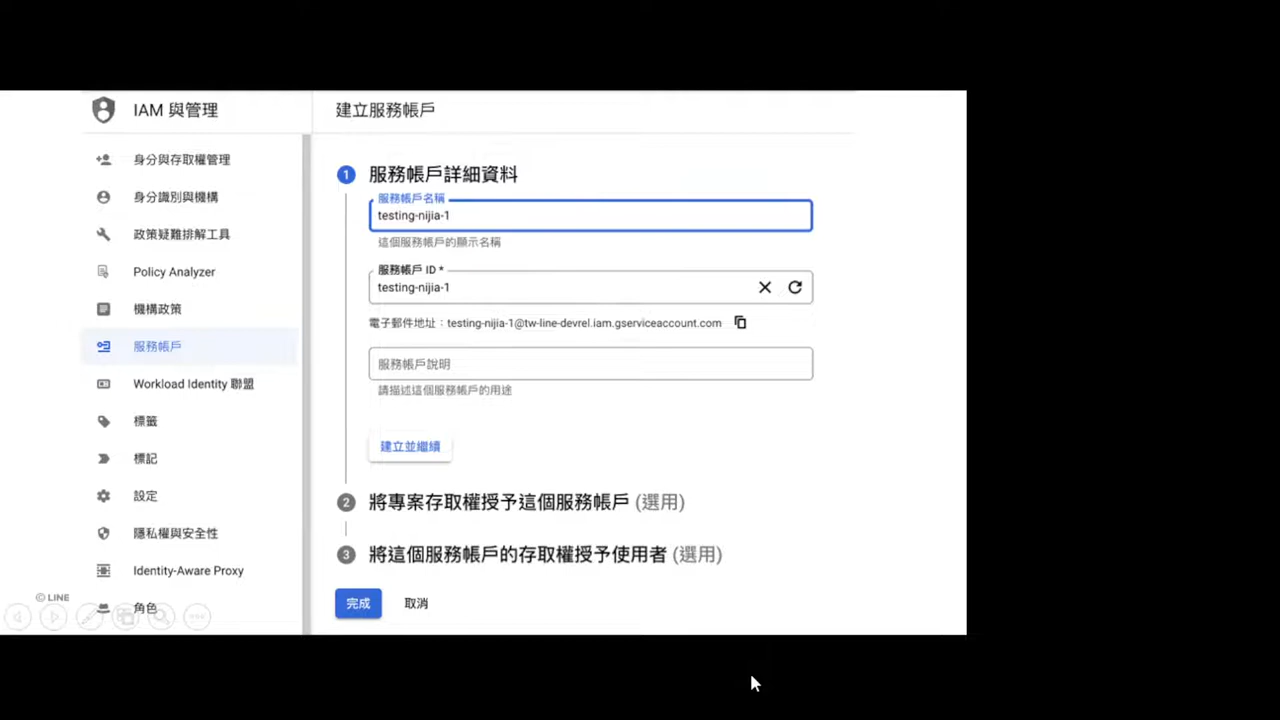 IAM 與管理
身分與存取權管理
身分識別與機構
政策疑難排解工具
Policy Analyzer
機構政策
服務帳戶
Workload Identity 聯盟
標籤
標記
設定
隱私權與安全性
Identity-Aware Proxy
角色
© LINE
建立服務帳戶
1 服務帳戶詳細資料
服務帳戶名稱
testing-nijia-1
這個服務帳戶的顯示名稱
服務帳戶 ID *
testing-nijia-1
電子郵件地址:testing-nijia-1@tw-line-devrel.iam.gserviceaccount.com
服務帳戶說明
請描述這個服務帳戶的用途
建立並繼續
2 將專案存取權授予這個服務帳戶 (選用)
3 將這個服務帳戶的存取權授予使用者 (選用)
完成 取消